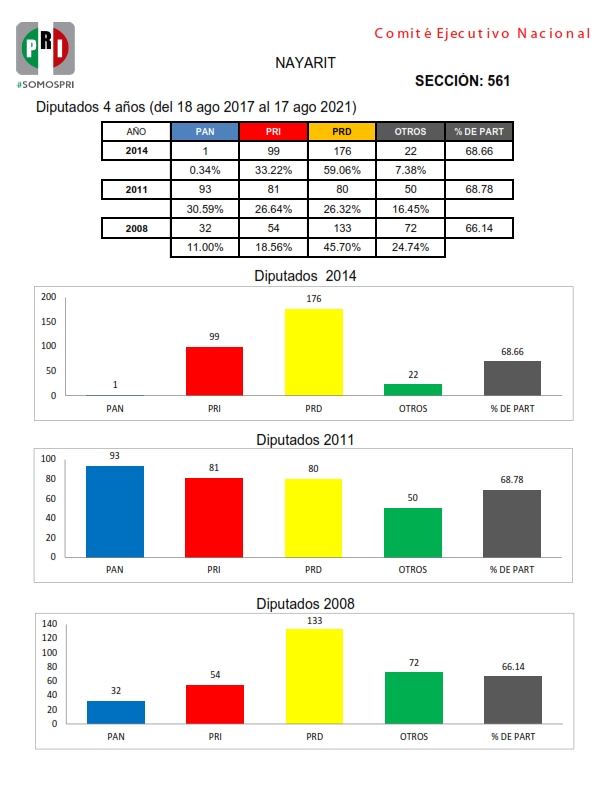 Comité Ejecutivo Nacional
PRI
#SOMOSPRI
NAYARIT
SECCIÓN: 561
Diputados 4 años (del 18 ago 2017 al 17 ago 2021)
AÑO PAN PRI PRD OTROS % DE PART
2014 1 99 176 22 68.66
0.34% 33.22% 59.06% 7.38%
2011 93 81 80 50 68.78
30.59% 26.64% 26.32% 16.45%
2008 32 54 133 72 66.14
11.00% 18.56% 45.70% 24.74%
Diputados 2014
200
150
100
50
0
1 99 176 22 68.66
PAN PRI PRD OTROS % DE PART
Diputados 2011
100
80
60
40
20
0
93 81 80 50 68.78
PAN PRI PRD OTROS % DE PART
Diputados 2008
140
120
100
80
60
40
20
0
32 54 133 72 66.14
PAN PRI PRD OTROS % DE PART